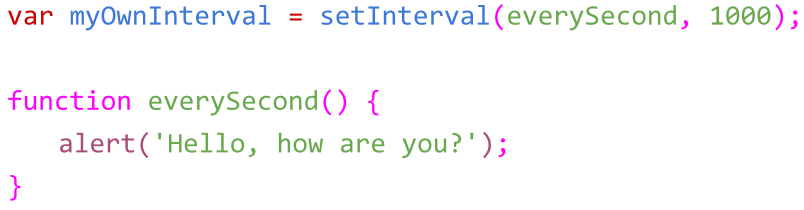 var myOwnInterval = setInterval(everySecond, 1000);
function everySecond() {
alert('Hello, how are you?');
}